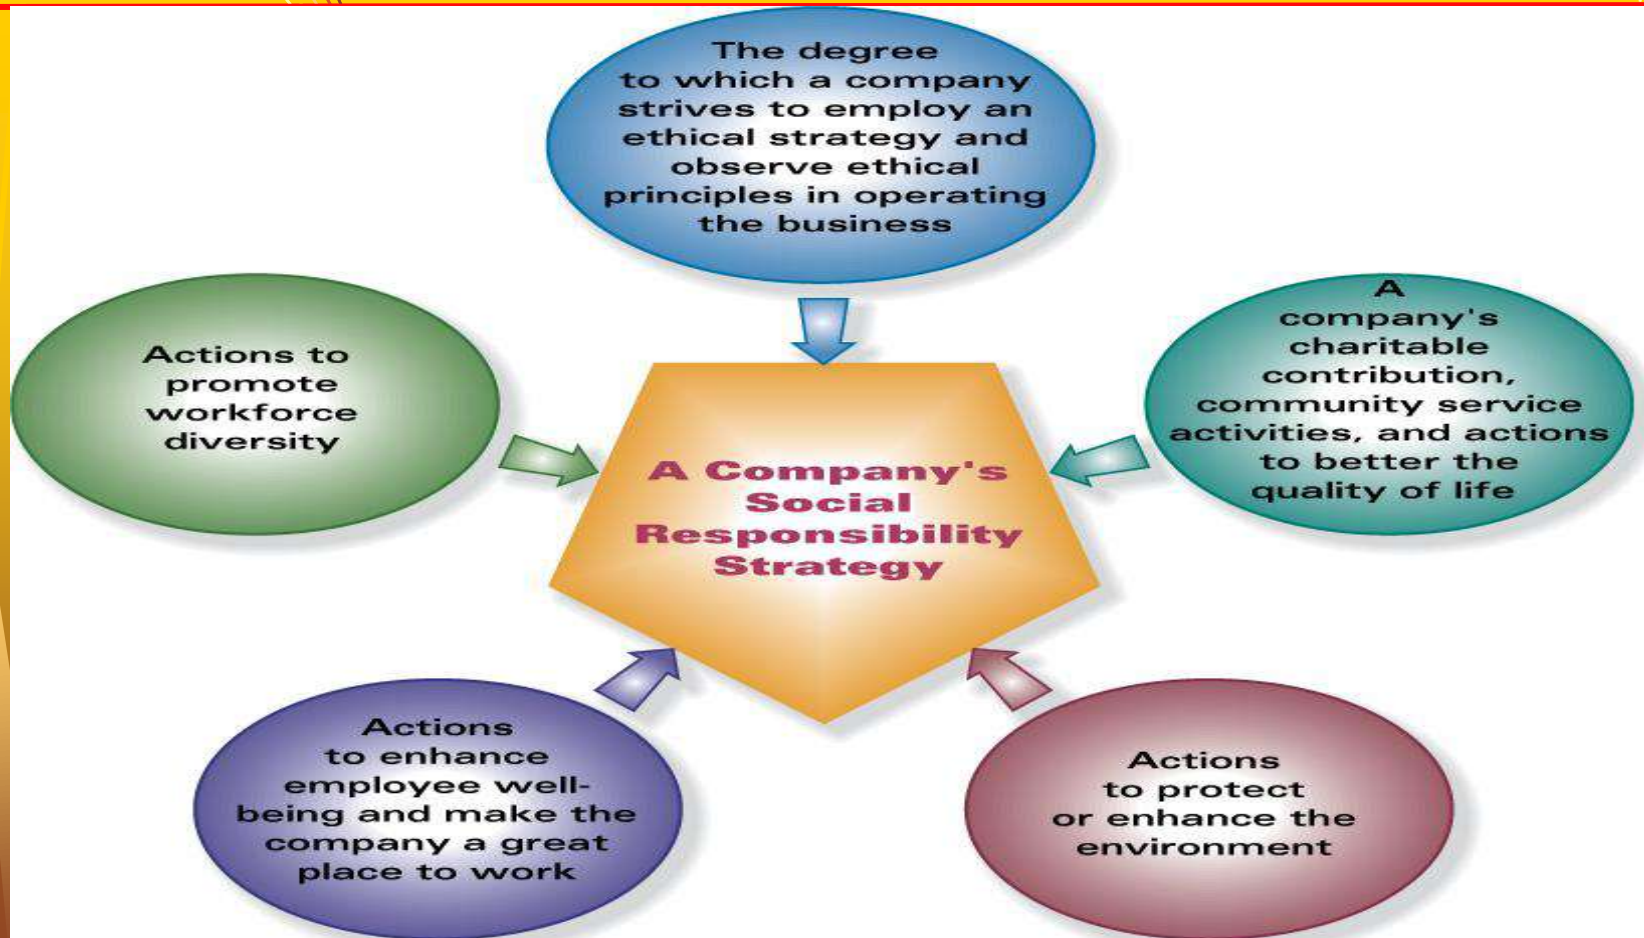 The degree
to which a company
strives to employ an
ethical strategy and
observe ethical
principles in operating
the business
Actions to
promote
workforce
diversity
A
company's
charitable
contribution,
community service
activities, and actions
to better the
quality of life
A Company's
Social
Responsibility
Strategy
Actions
to enhance
employee well-
being and make the
company a great
place to work
Actions
to protect
or enhance the
environment